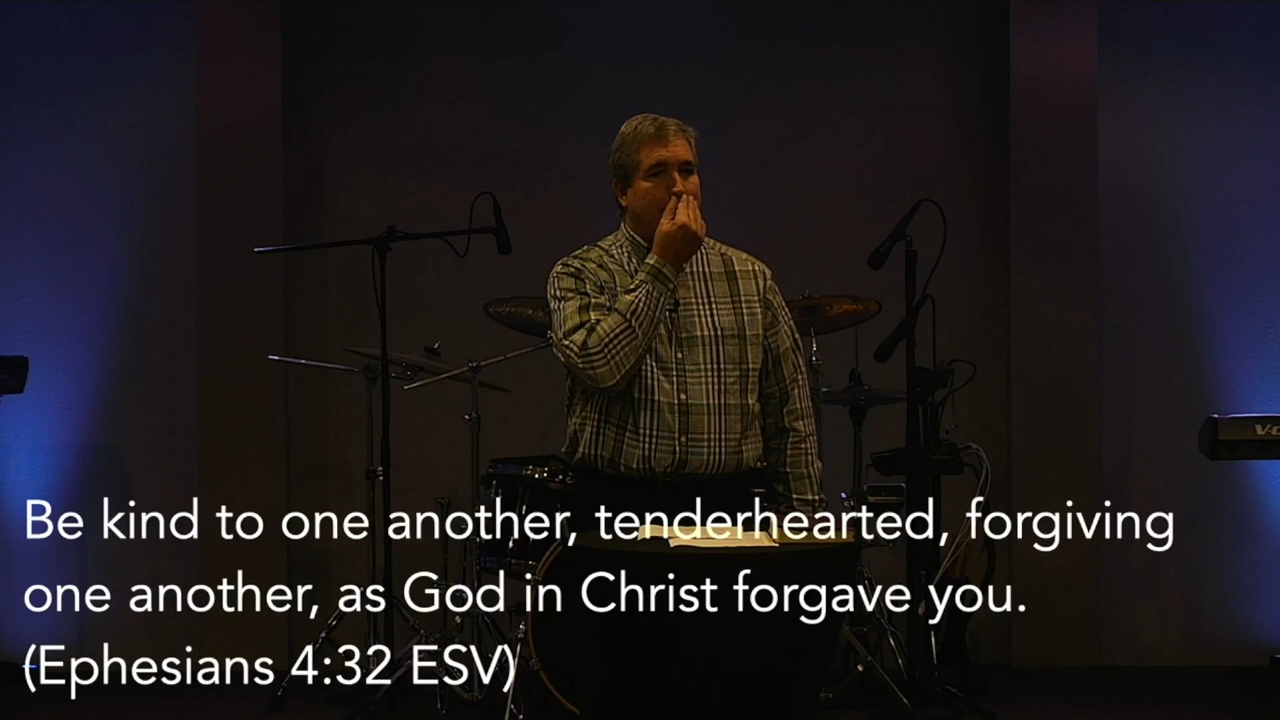 Be kind to one another, tenderhearted, forgiving
one another, as God in Christ forgave you.
(Ephesians 4:32 ESV)